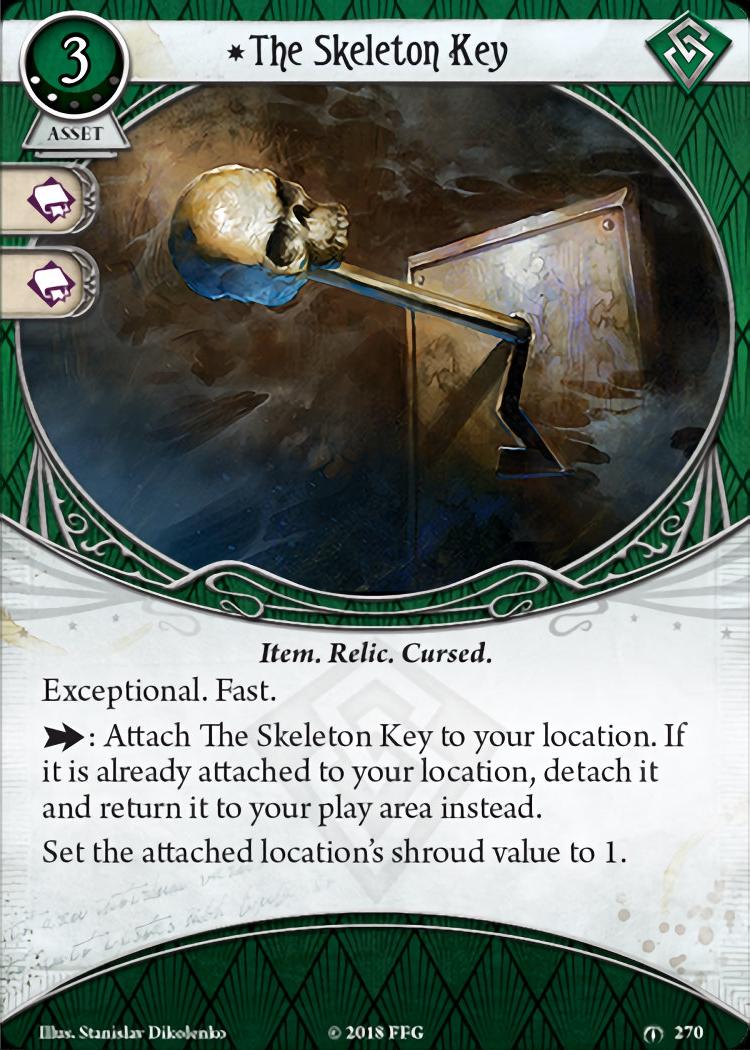 3
The Skeleton Key
ASSET
Item. Relic. Cursed.
Exceptional. Fast.
: Attach The Skeleton Key to your location. If
it is already attached to your location, detach it
and return it to your play area instead.
Set the attached location's shroud value to 1.
Illus. Stanislav Dikolenko
© 2018 FFG
270